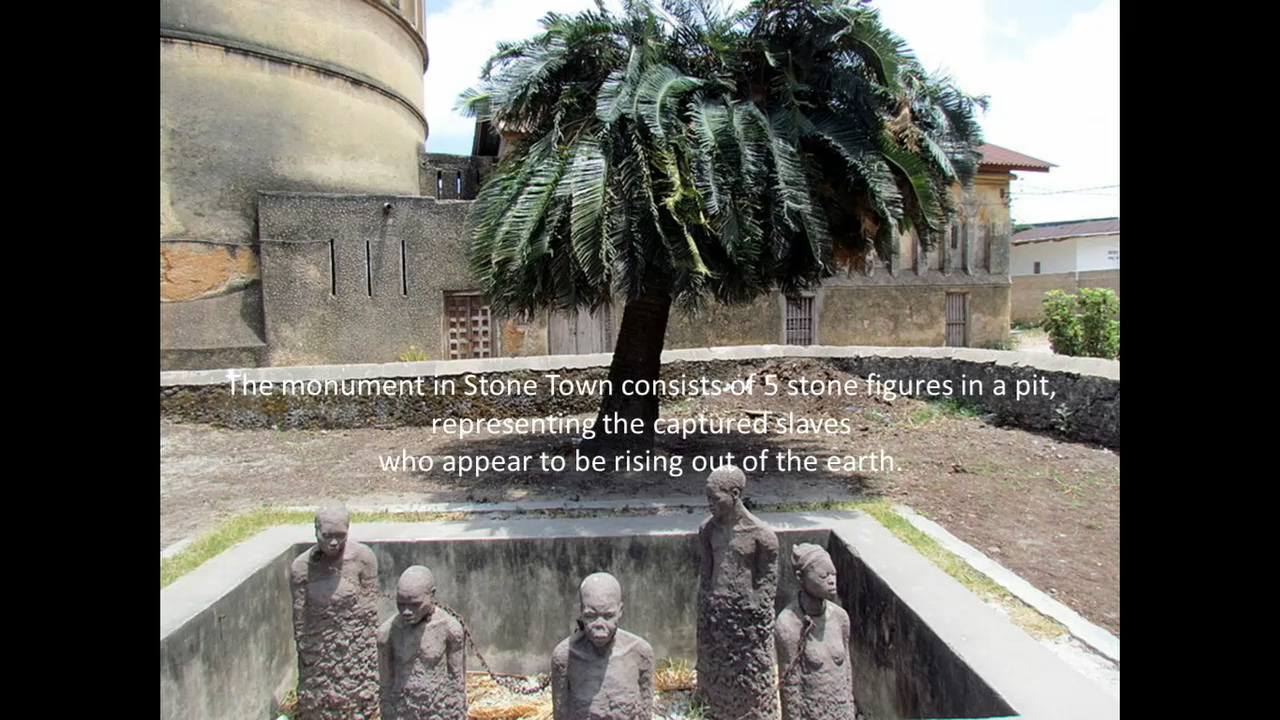 The monument in Stone Town consists of 5 stone figures in a pit,
representing the captured slaves
who appear to be rising out of the earth.